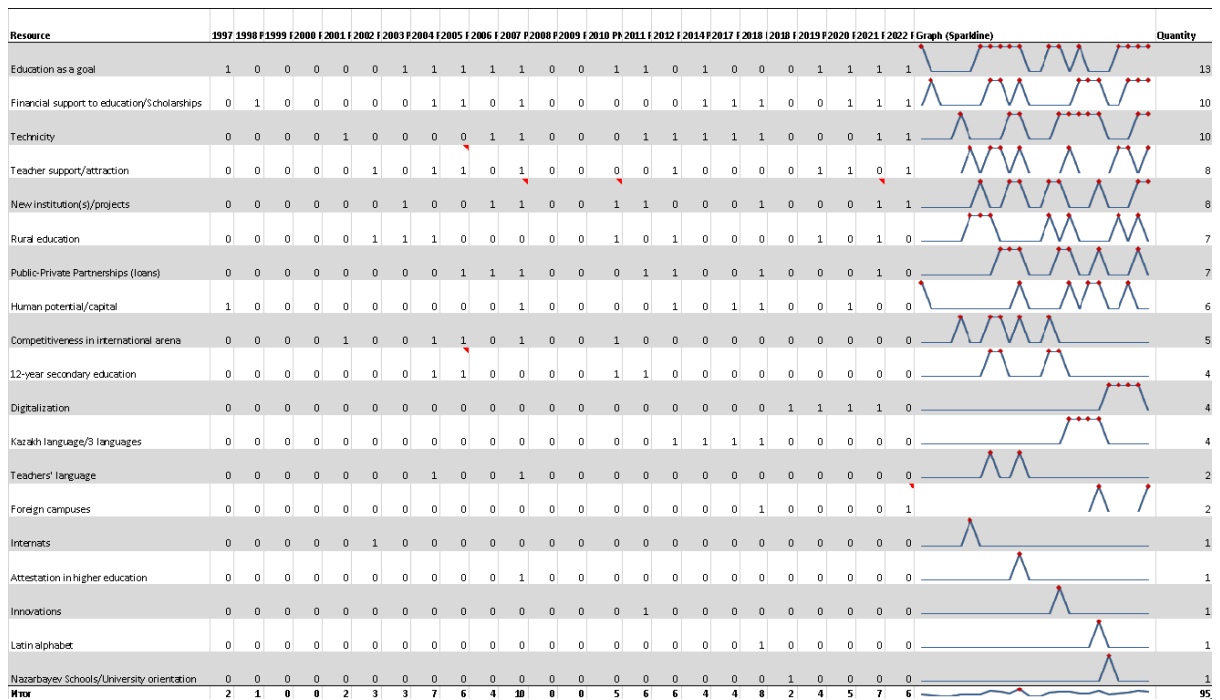 Resource 1997 1998 F 1999 F 2000 F 2001 F 2002 F 2003 F 2004 F 2005 F 2006 F 2007 F 2008 F 2009 F 2010 PN 2011 F 2012 F 2014 F 2017 F 2018 2018 F 2019 F 2020 F 2021 F 2022 F Graph (Sparkline) Quantity
Education as a goal 1 0 0 0 0 0 1 1 1 1 1 0 0 1 1 0 1 0 0 0 1 1 1 1 13
Financial support to education/Scholarships 0 1 0 0 0 0 0 1 1 0 1 0 0 0 0 0 1 1 1 0 0 1 1 1 10
Technicity 0 0 0 0 1 0 0 0 0 1 1 0 0 0 1 1 1 1 1 0 0 0 1 1 10
Teacher support/attraction 0 0 0 0 0 1 0 1 1 0 1 0 0 0 0 1 0 0 0 0 1 1 0 1 8
New institution(s)/projects 0 0 0 0 0 0 1 0 0 1 1 0 0 1 1 0 0 0 1 0 0 0 1 1 8
Rural education 0 0 0 0 0 1 1 1 0 0 0 0 0 1 0 1 0 0 0 0 1 0 1 0 7
Public-Private Partnerships (loans) 0 0 0 0 0 0 0 0 1 1 1 0 0 0 1 1 0 0 1 0 0 0 1 0 7
Human potential/capital 1 0 0 0 0 0 0 0 0 0 1 0 0 0 0 1 0 1 1 0 0 1 0 0 6
Competitiveness in international arena 0 0 0 0 1 0 0 1 1 0 1 0 0 1 0 0 0 0 0 0 0 0 0 0 5
12-year secondary education 0 0 0 0 0 0 0 1 1 0 0 0 0 1 1 0 0 0 0 0 0 0 0 0 4
Digitalization 0 0 0 0 0 0 0 0 0 0 0 0 0 0 0 0 0 0 0 1 1 1 1 0 4
Kazakh language/3 languages 0 0 0 0 0 0 0 0 0 0 0 0 0 0 0 1 1 1 1 0 0 0 0 0 4
Teachers' language 0 0 0 0 0 0 0 1 0 0 1 0 0 0 0 0 0 0 0 0 0 0 0 0 2
Foreign campuses 0 0 0 0 0 0 0 0 0 0 0 0 0 0 0 0 0 0 1 0 0 0 0 1 2
Internats 0 0 0 0 0 1 0 0 0 0 0 0 0 0 0 0 0 0 0 0 0 0 0 0 1
Attestation in higher education 0 0 0 0 0 0 0 0 0 0 1 0 0 0 0 0 0 0 0 0 0 0 0 0 1
Innovations 0 0 0 0 0 0 0 0 0 0 0 0 0 0 1 0 0 0 0 0 0 0 0 0 1
Latin alphabet 0 0 0 0 0 0 0 0 0 0 0 0 0 0 0 0 0 0 1 0 0 0 0 0 1
Nazarbayev Schools/University orientation 0 0 0 0 0 0 0 0 0 0 0 0 0 0 0 0 0 0 0 1 0 0 0 0 1
Итог 2 1 0 0 2 3 3 7 6 4 10 0 0 5 6 6 4 4 8 2 4 5 7 6 95